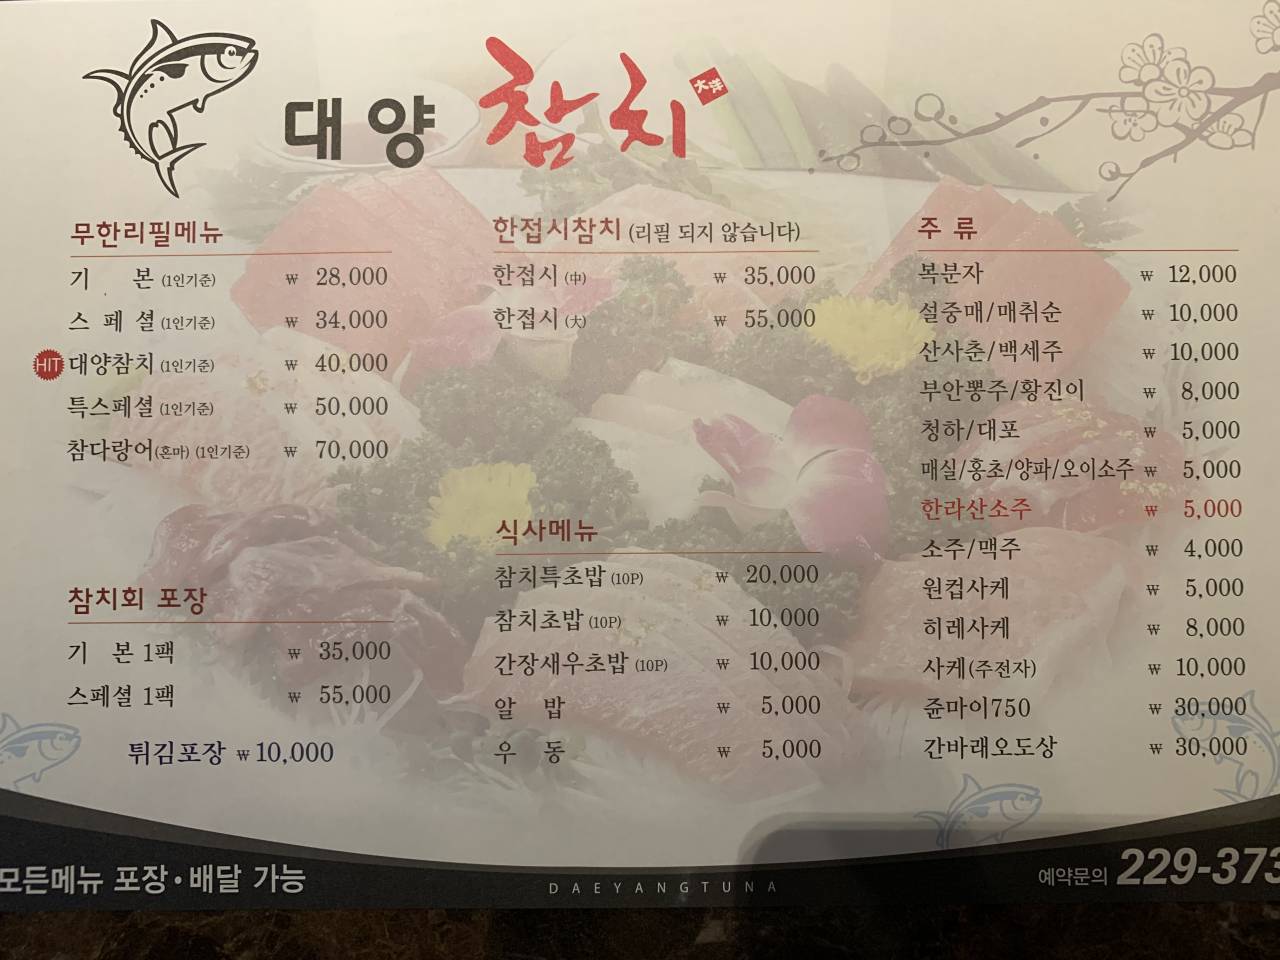 대양 참치 大洋
무한리필메뉴
기 본 (1인기준) ₩ 28,000
스 페 셜 (1인기준) ₩ 34,000
HIT 대양참치 (1인기준) ₩ 40,000
특스페셜 (1인기준) ₩ 50,000
참다랑어(혼마) (1인기준) ₩ 70,000
참치회 포장
기 본 1팩 ₩ 35,000
스페셜 1팩 ₩ 55,000
튀김포장 ₩ 10,000
한접시참치 (리필 되지 않습니다)
한접시 (中) ₩ 35,000
한접시 (大) ₩ 55,000
식사메뉴
참치특초밥 (10P) ₩ 20,000
참치초밥 (10P) ₩ 10,000
간장새우초밥 (10P) ₩ 10,000
알 밥 ₩ 5,000
우 동 ₩ 5,000
주 류
복분자 ₩ 12,000
설중매/매취순 ₩ 10,000
산사춘/백세주 ₩ 10,000
부안뽕주/황진이 ₩ 8,000
청하/대포 ₩ 5,000
매실/홍초/양파/오이소주 ₩ 5,000
한라산소주 ₩ 5,000
소주/맥주 ₩ 4,000
원컵사케 ₩ 5,000
히레사케 ₩ 8,000
사케(주전자) ₩ 10,000
쥰마이750 ₩ 30,000
간바래오도상 ₩ 30,000
모든메뉴 포장·배달 가능
DAEYANGTUNA
예약문의 229-373